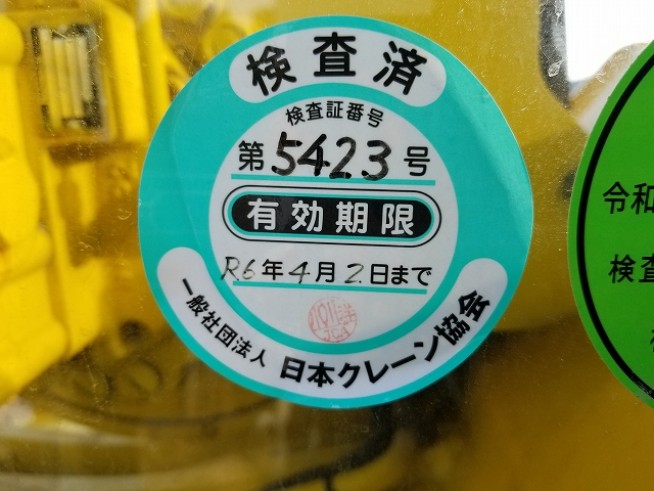 検査済
検査証番号
第5423号
有効期限
R6年4月2日まで
一般社団法人 日本クレーン協会
令和
検査